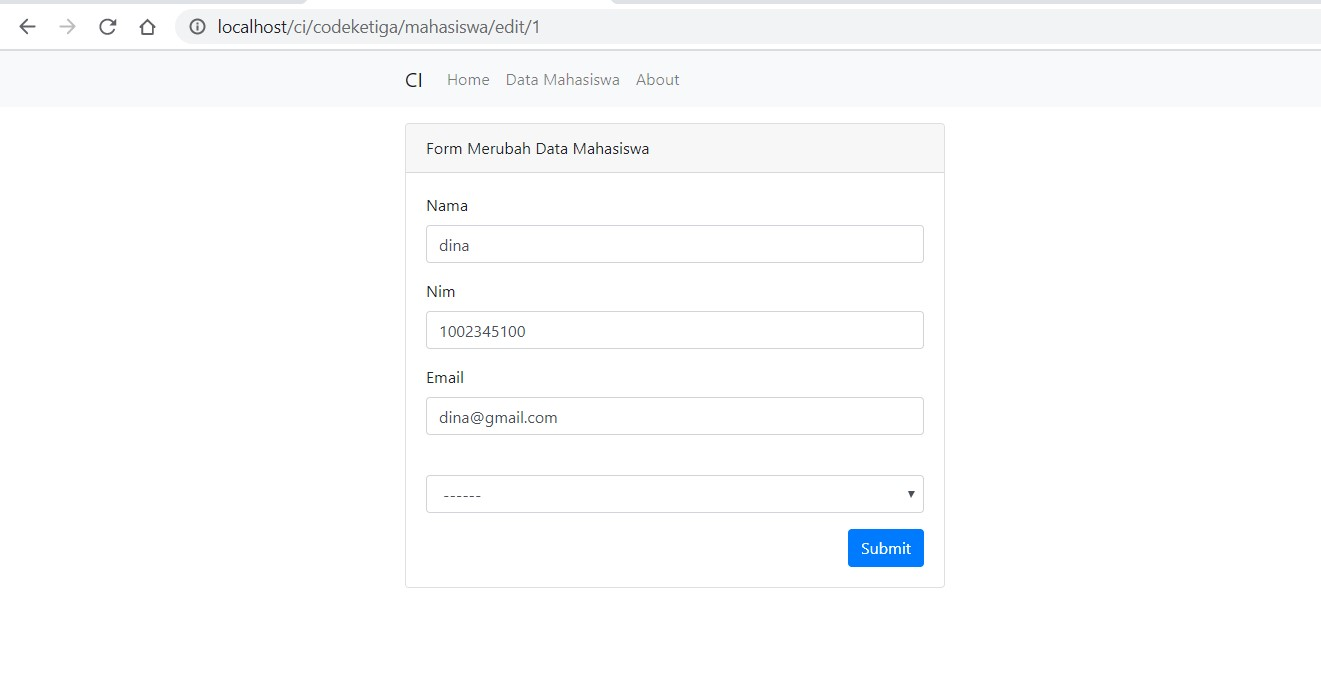 localhost/ci/codeketiga/mahasiswa/edit/1
CI Home Data Mahasiswa About
Form Merubah Data Mahasiswa
Nama
dina
Nim
1002345100
Email
dina@gmail.com
------
Submit